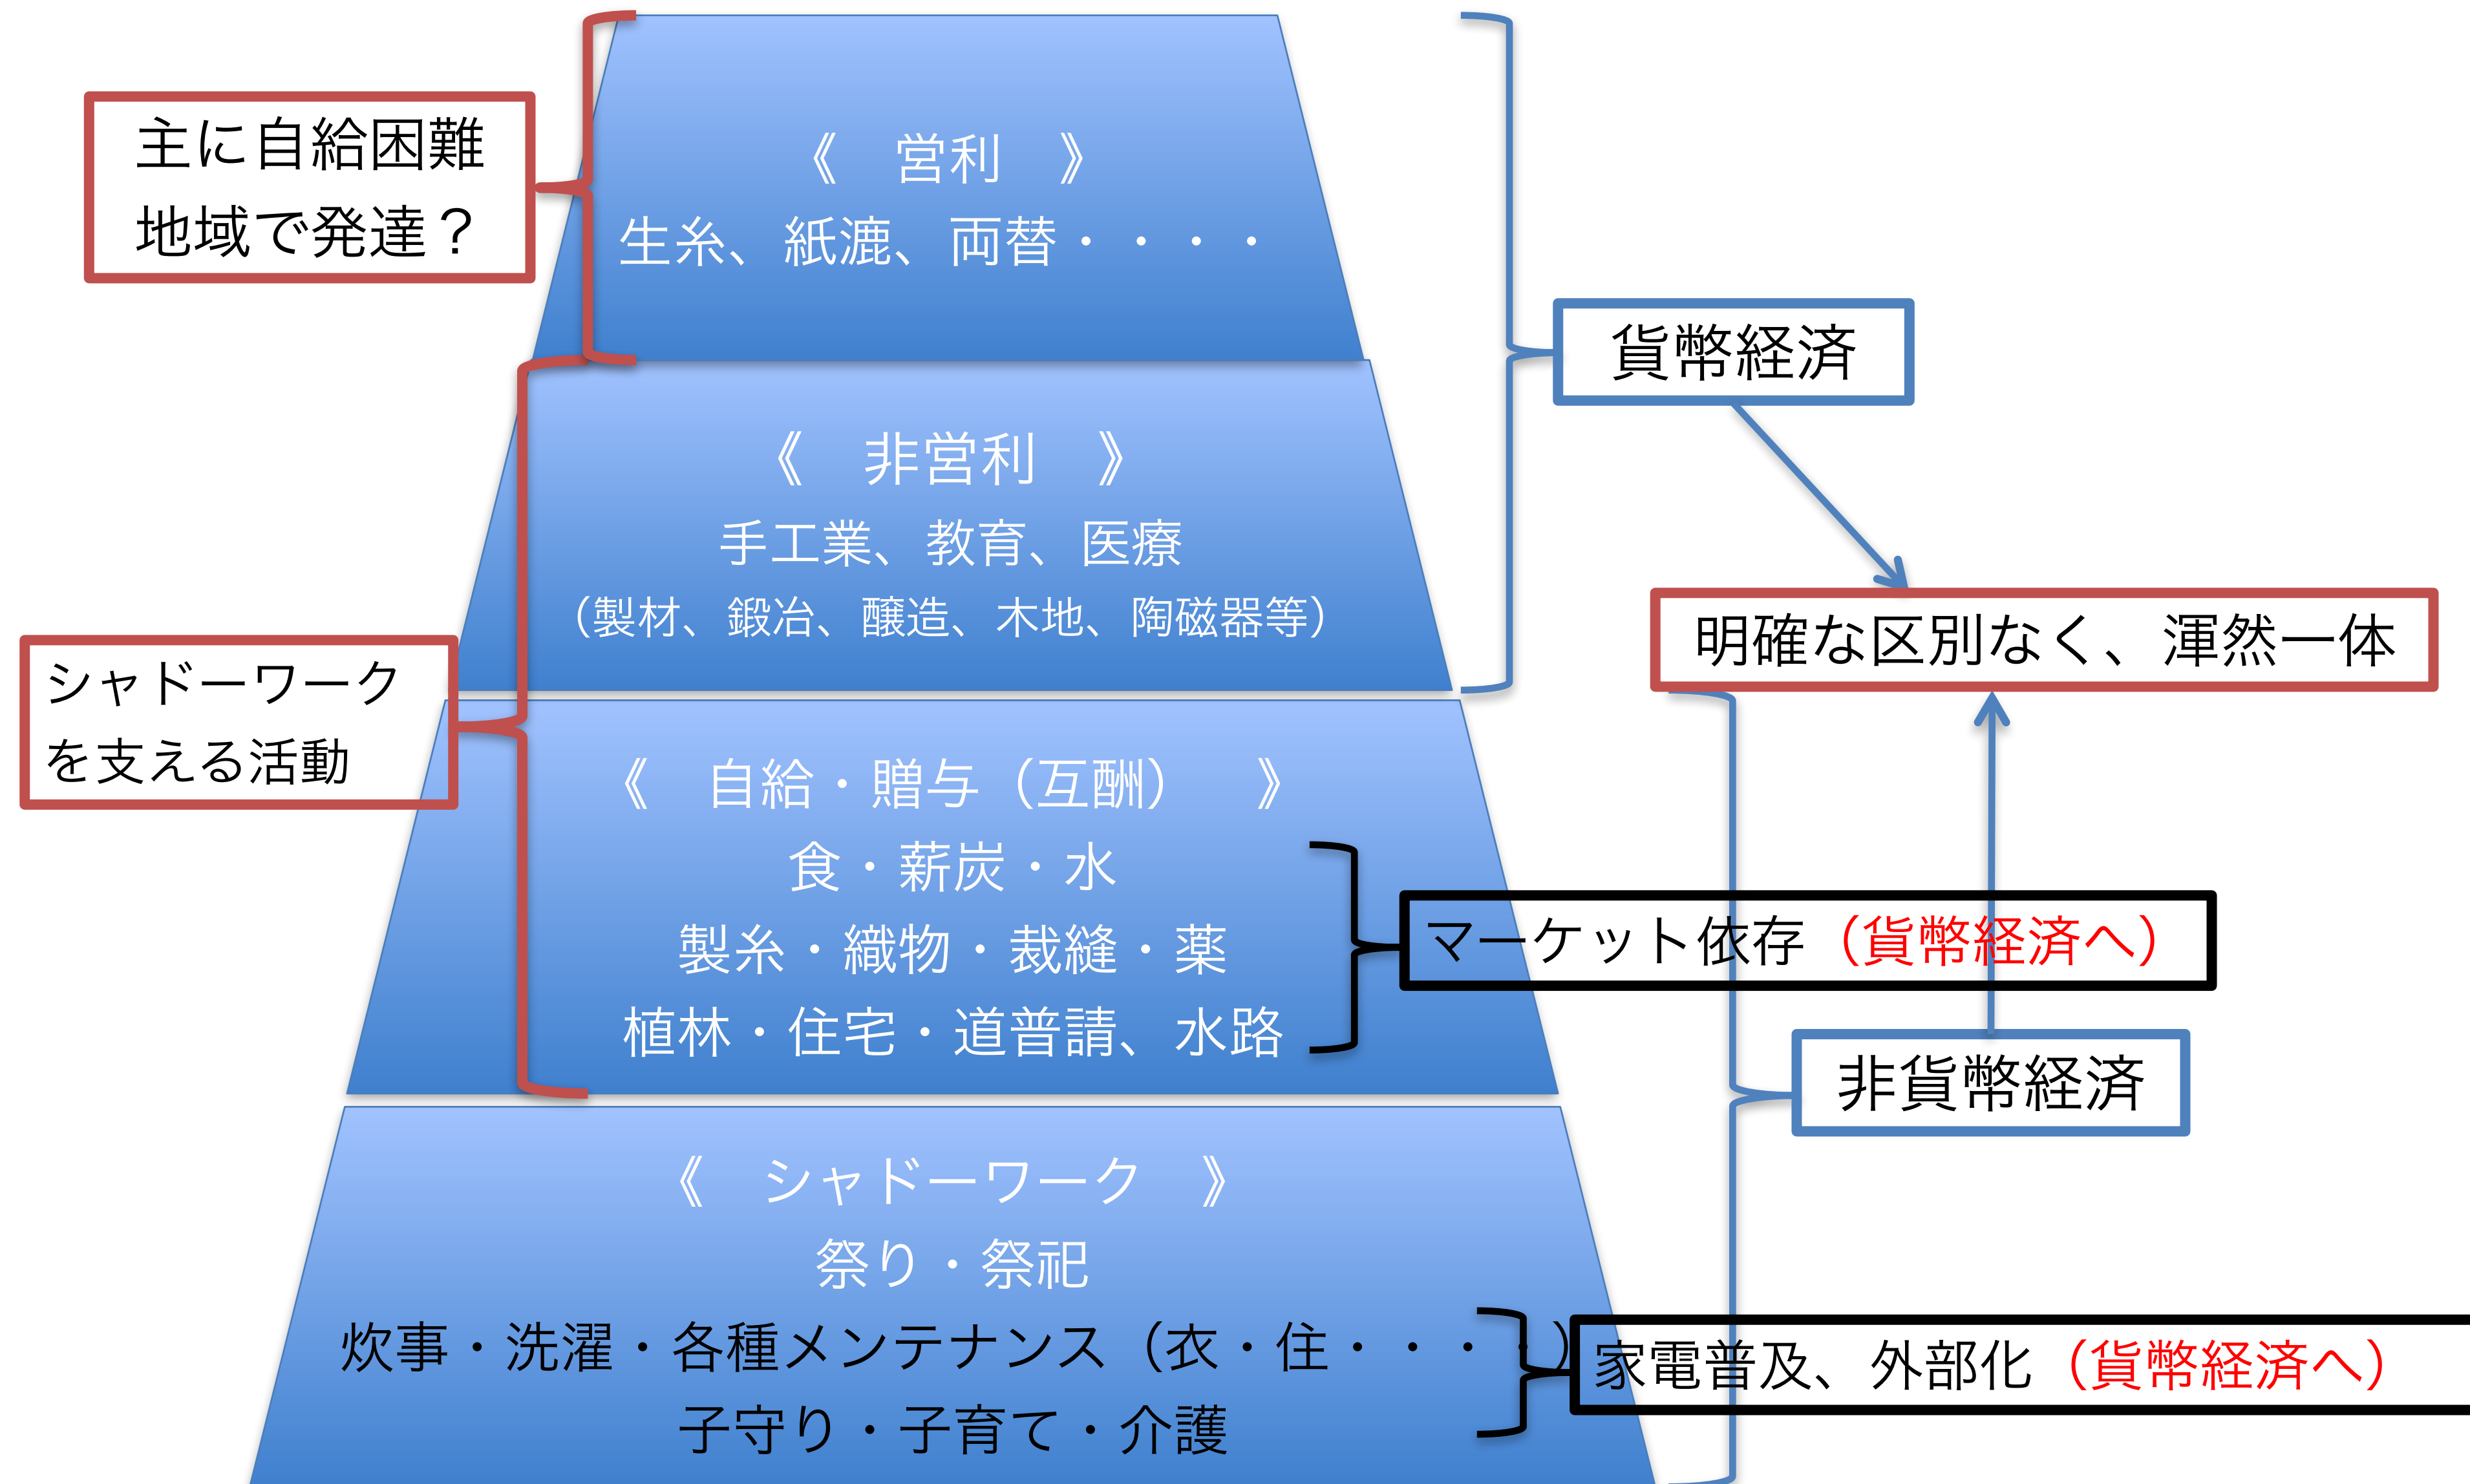 主に自給困難
地域で発達？
《　営利　》
生糸、紙漉、両替・・・・
貨幣経済
《　非営利　》
手工業、教育、医療
（製材、鍛冶、醸造、木地、陶磁器等）
明確な区別なく、渾然一体
シャドーワーク
を支える活動
《　自給・贈与（互酬）　》
食・薪炭・水
製糸・織物・裁縫・薬
植林・住宅・道普請、水路
マーケット依存（貨幣経済へ）
非貨幣経済
《　シャドーワーク　》
祭り・祭祀
炊事・洗濯・各種メンテナンス（衣・住・・・・）
子守り・子育て・介護
家電普及、外部化（貨幣経済へ）